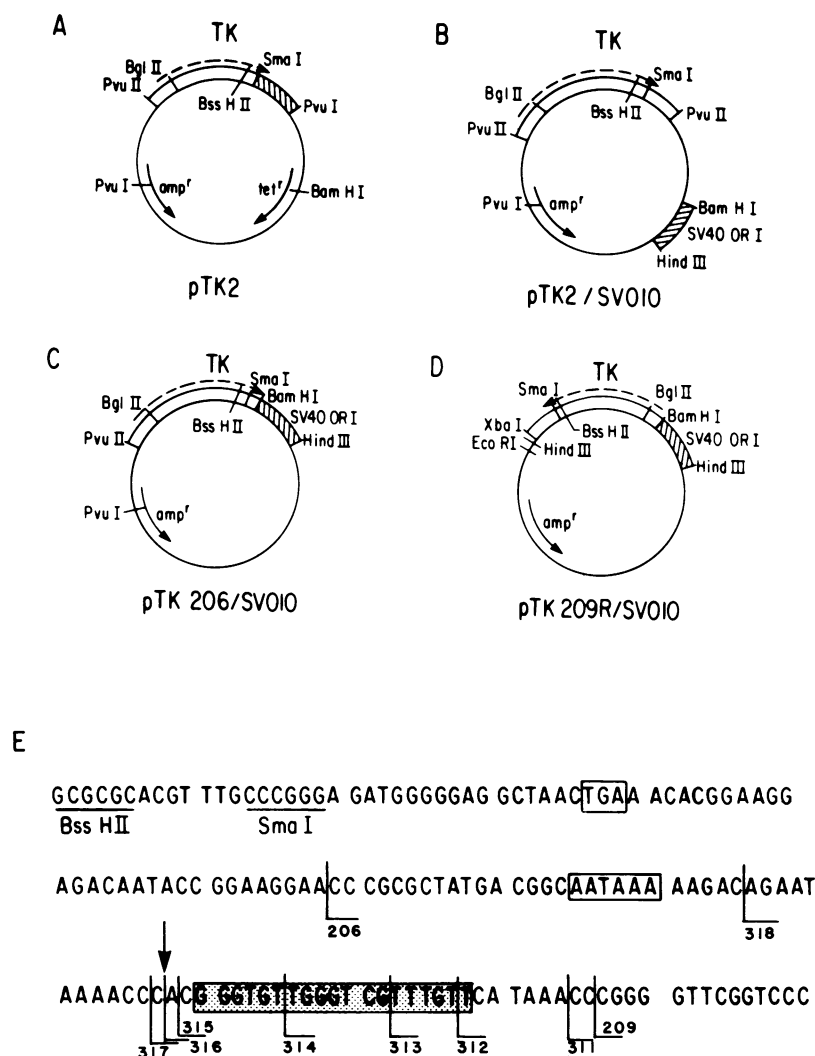 A
TK
Bgl II
Pvu II
Sma I
Bss H II
Pvu I
Pvu I
amp^r
tet^r
Bam H I
pTK2
B
TK
Bgl II
Pvu II
Sma I
Bss H II
Pvu II
Pvu I
amp^r
Bam H I
SV40 OR I
Hind III
pTK2 / SV010
C
TK
Bgl II
Pvu II
Sma I
Bam H I
Bss H II
SV40 OR I
Hind III
Pvu I
amp^r
pTK 206/SV010
D
TK
Sma I
Bgl II
Bam H I
Xba I
Eco RI
Hind III
Bss H II
SV40 OR I
Hind III
amp^r
pTK 209R/SV010
E
GCGCGCACGT TTGCCCGGGA GATGGGGGAG GCTAACTGAA ACACGGAAGG
Bss H II Sma I
AGACAATACC GGAAGGAACCC CGCGCTATGA CGGCAATAAA AAGACAGAAT
206 318
AAAACCCACG GGTGTTGGGT CGTTTGTTCA TAAACCCGGG GTTCGGTCCC
315 209
317 316 314 313 312 311